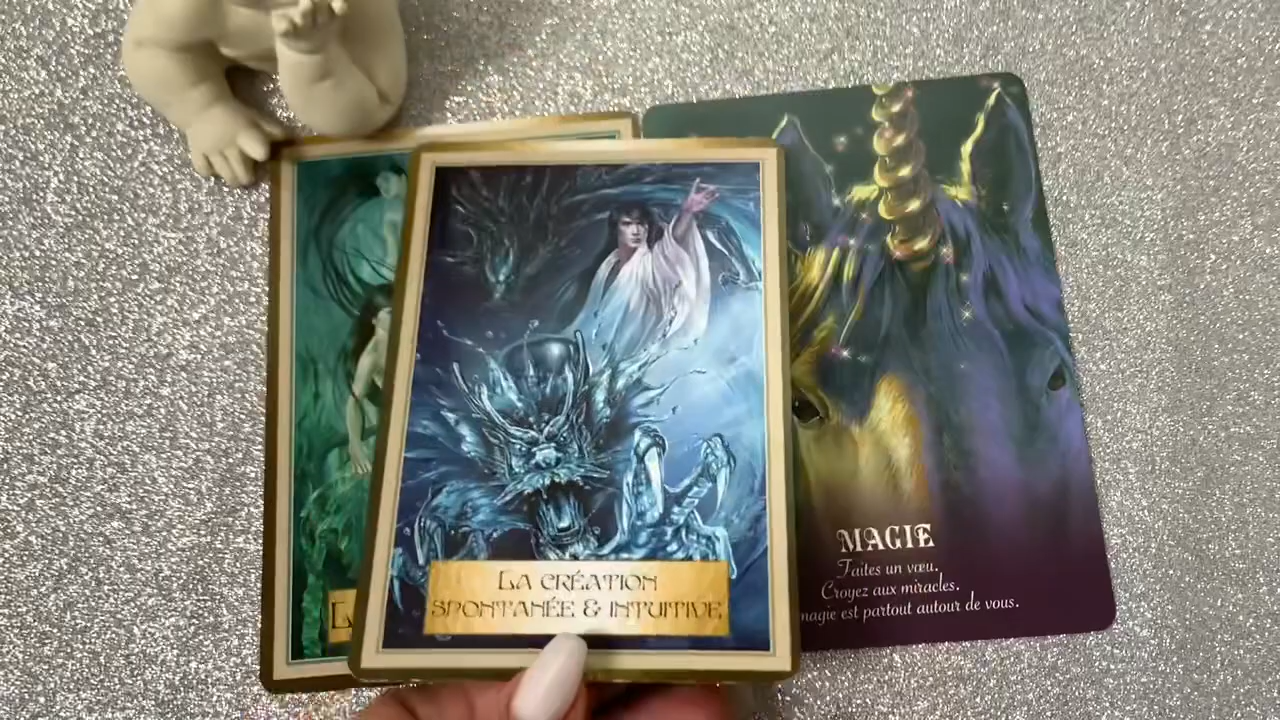 LA CRÉATION
SPONTANÉE & INTUITIVE
MAGIE
Faites un vœu.
Croyez aux miracles.
magie est partout autour de vous.